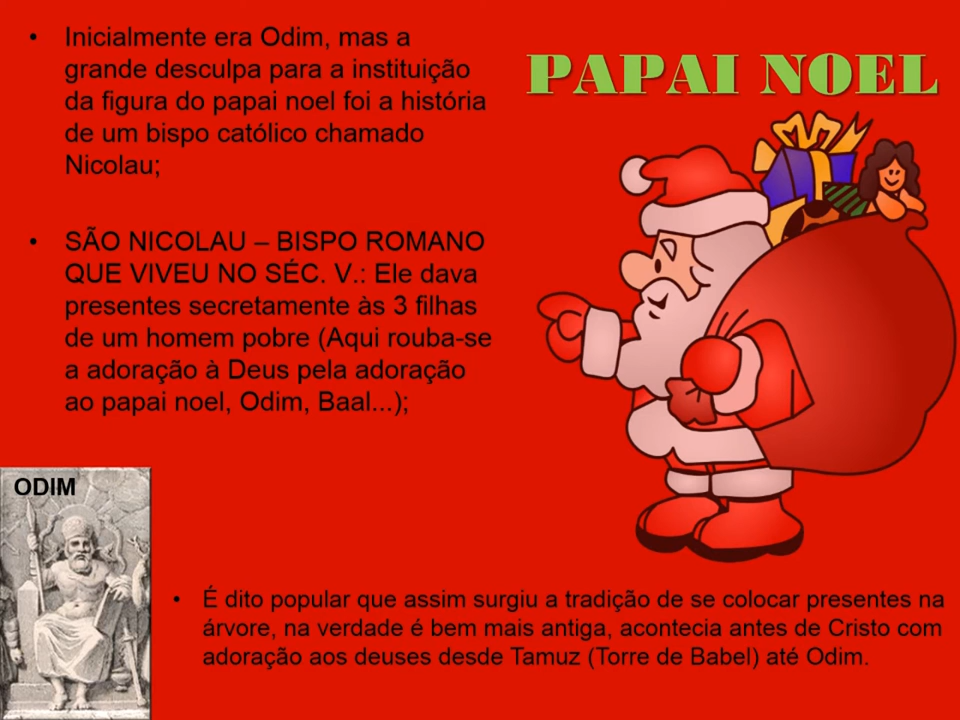 PAPAI NOEL
• Inicialmente era Odim, mas a
grande desculpa para a instituição
da figura do papai noel foi a história
de um bispo católico chamado
Nicolau;
• SÃO NICOLAU – BISPO ROMANO
QUE VIVEU NO SÉC. V.: Ele dava
presentes secretamente às 3 filhas
de um homem pobre (Aqui rouba-se
a adoração à Deus pela adoração
ao papai noel, Odim, Baal...);
ODIM
• É dito popular que assim surgiu a tradição de se colocar presentes na
árvore, na verdade é bem mais antiga, acontecia antes de Cristo com
adoração aos deuses desde Tamuz (Torre de Babel) até Odim.